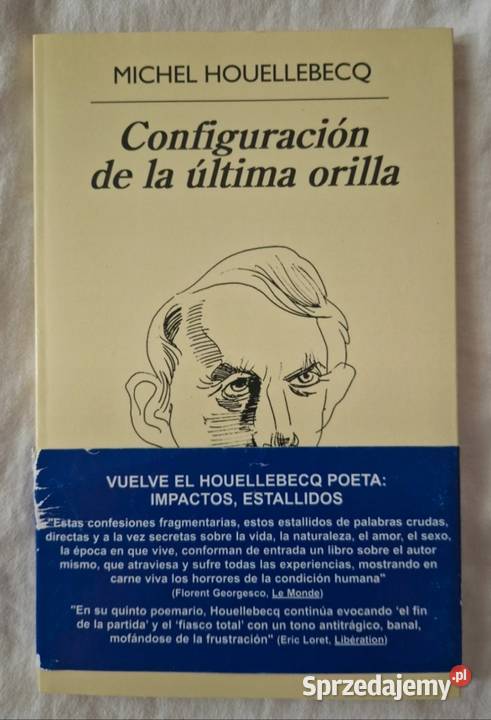 MICHEL HOUELLEBECQ
Configuración
de la última orilla
VUELVE EL HOUELLEBECQ POETA:
IMPACTOS, ESTALLIDOS
"Estas confesiones fragmentarias, estos estallidos de palabras crudas,
directas y a la vez secretas sobre la vida, la naturaleza, el amor, el sexo,
la época en que vive, conforman de entrada un libro sobre el autor
mismo, que atraviesa y sufre todas las experiencias, mostrando en
carne viva los horrores de la condición humana"
(Florent Georgesco, Le Monde)
"En su quinto poemario, Houellebecq continúa evocando 'el fin
de la partida' y el 'fiasco total' con un tono antitrágico, banal,
mofándose de la frustración" (Eric Loret, Libération)
Sprzedajemy.pl